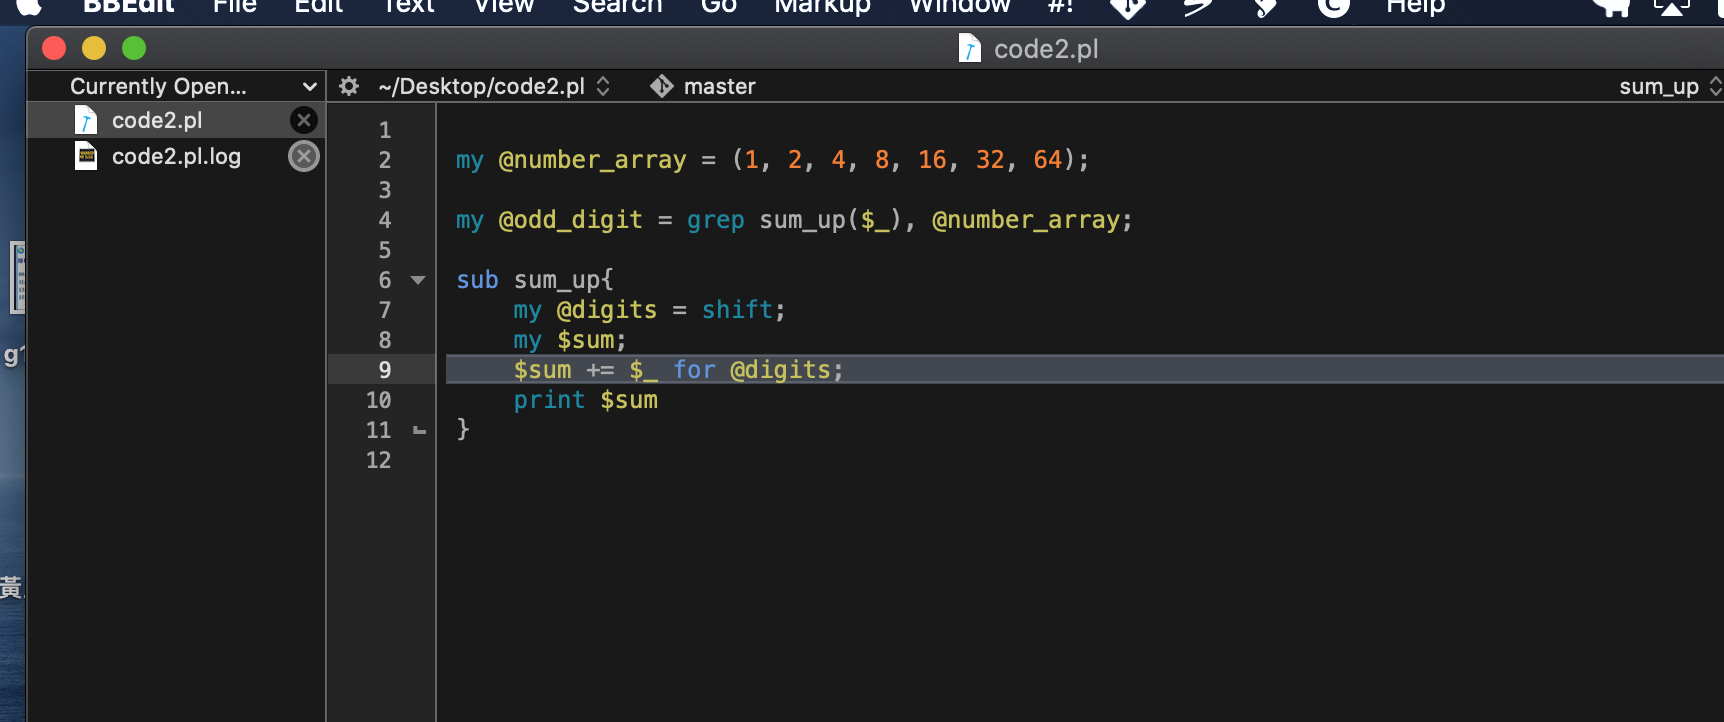 BBEdit File Edit Text View Search Go Markup Window #! Help
code2.pl
Currently Open... ~/Desktop/code2.pl master sum_up
code2.pl
code2.pl.log
1
2 my @number_array = (1, 2, 4, 8, 16, 32, 64);
3
4 my @odd_digit = grep sum_up($_), @number_array;
5
6 sub sum_up{
7 my @digits = shift;
8 my $sum;
9 $sum += $_ for @digits;
10 print $sum
11 }
12
黃